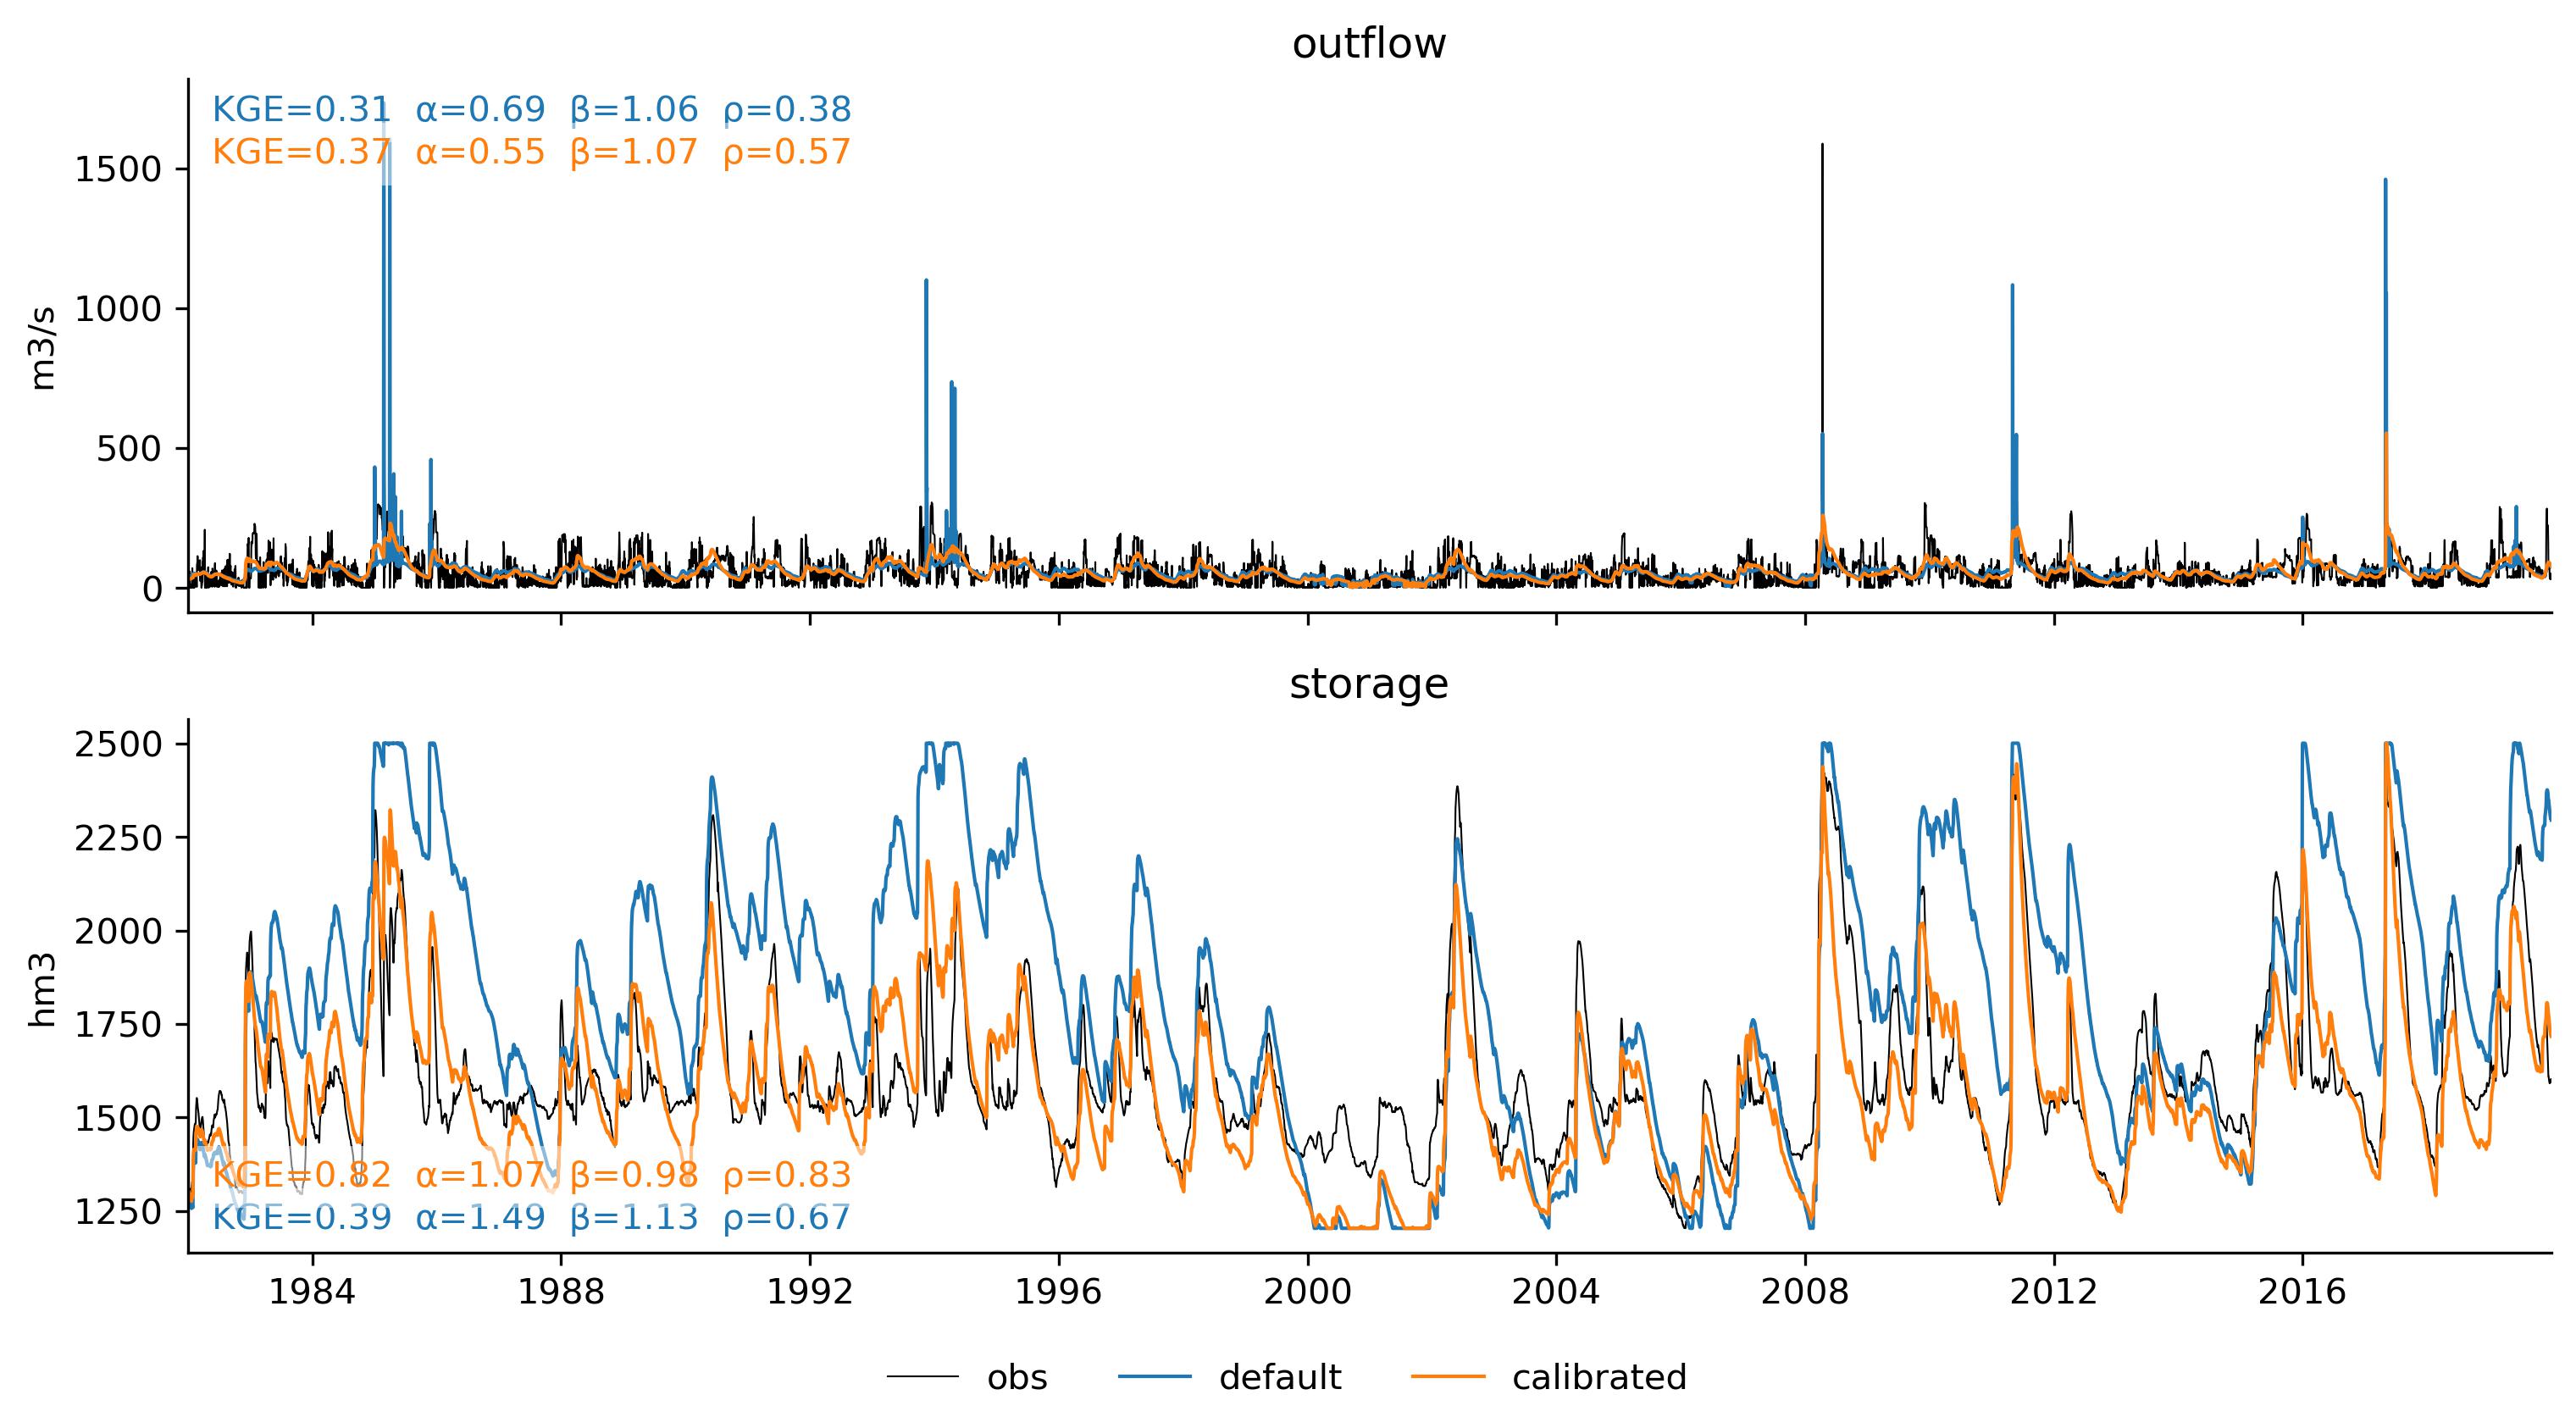 outflow
KGE=0.31 α=0.69 β=1.06 ρ=0.38
KGE=0.37 α=0.55 β=1.07 ρ=0.57
1500
1000
500
0
m3/s
storage
2500
2250
2000
1750
1500
1250
hm3
KGE=0.82 α=1.07 β=0.98 ρ=0.83
KGE=0.39 α=1.49 β=1.13 ρ=0.67
1984 1988 1992 1996 2000 2004 2008 2012 2016
obs default calibrated